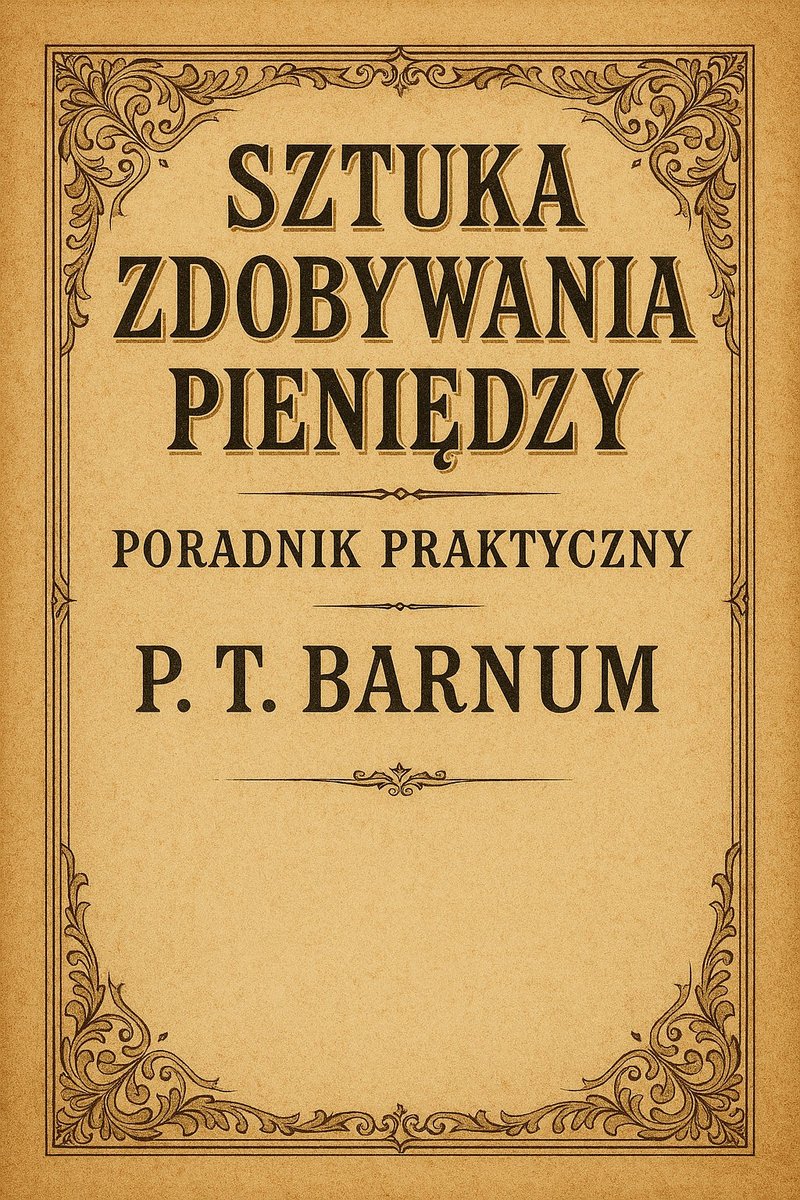 SZTUKA
ZDOBYWANIA
PIENIĘDZY
PORADNIK PRAKTYCZNY
P. T. BARNUM